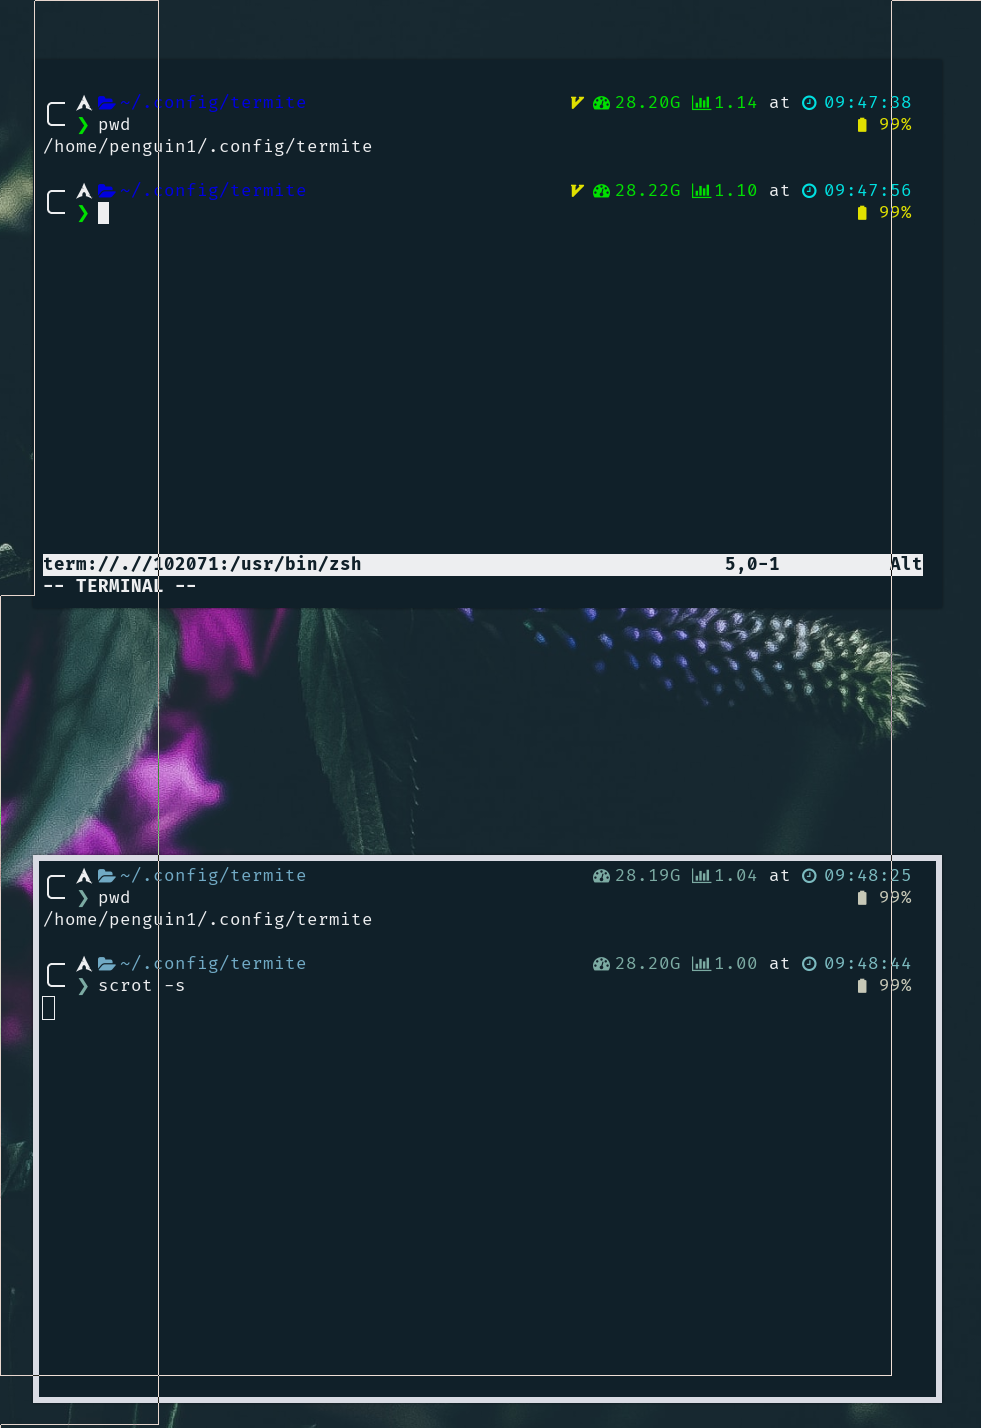 ~/.config/termite 28.20G 1.14 at 09:47:38
❯ pwd 99%
/home/penguin1/.config/termite
~/.config/termite 28.22G 1.10 at 09:47:56
❯ 99%
term://.//102071:/usr/bin/zsh 5,0-1 Alt
-- TERMINAL --
~/.config/termite 28.19G 1.04 at 09:48:25
❯ pwd 99%
/home/penguin1/.config/termite
~/.config/termite 28.20G 1.00 at 09:48:44
❯ scrot -s 99%